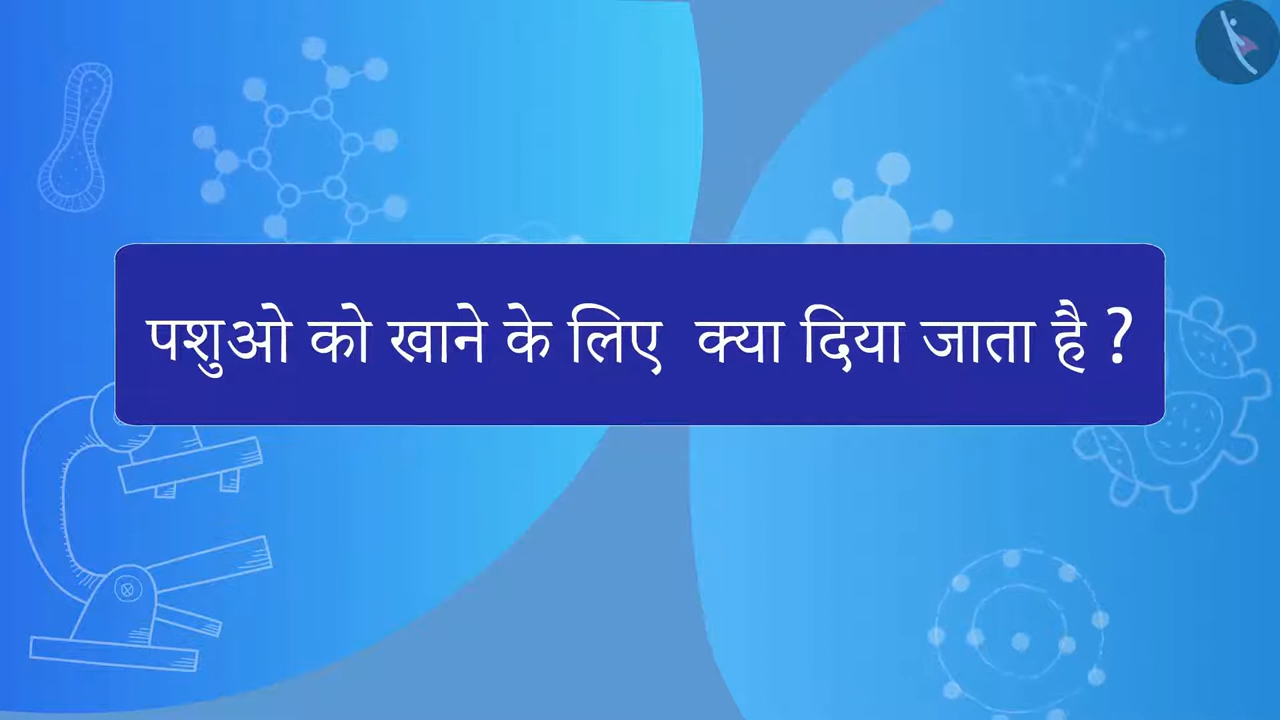 पशुओ को खाने के लिए क्या दिया जाता है ?